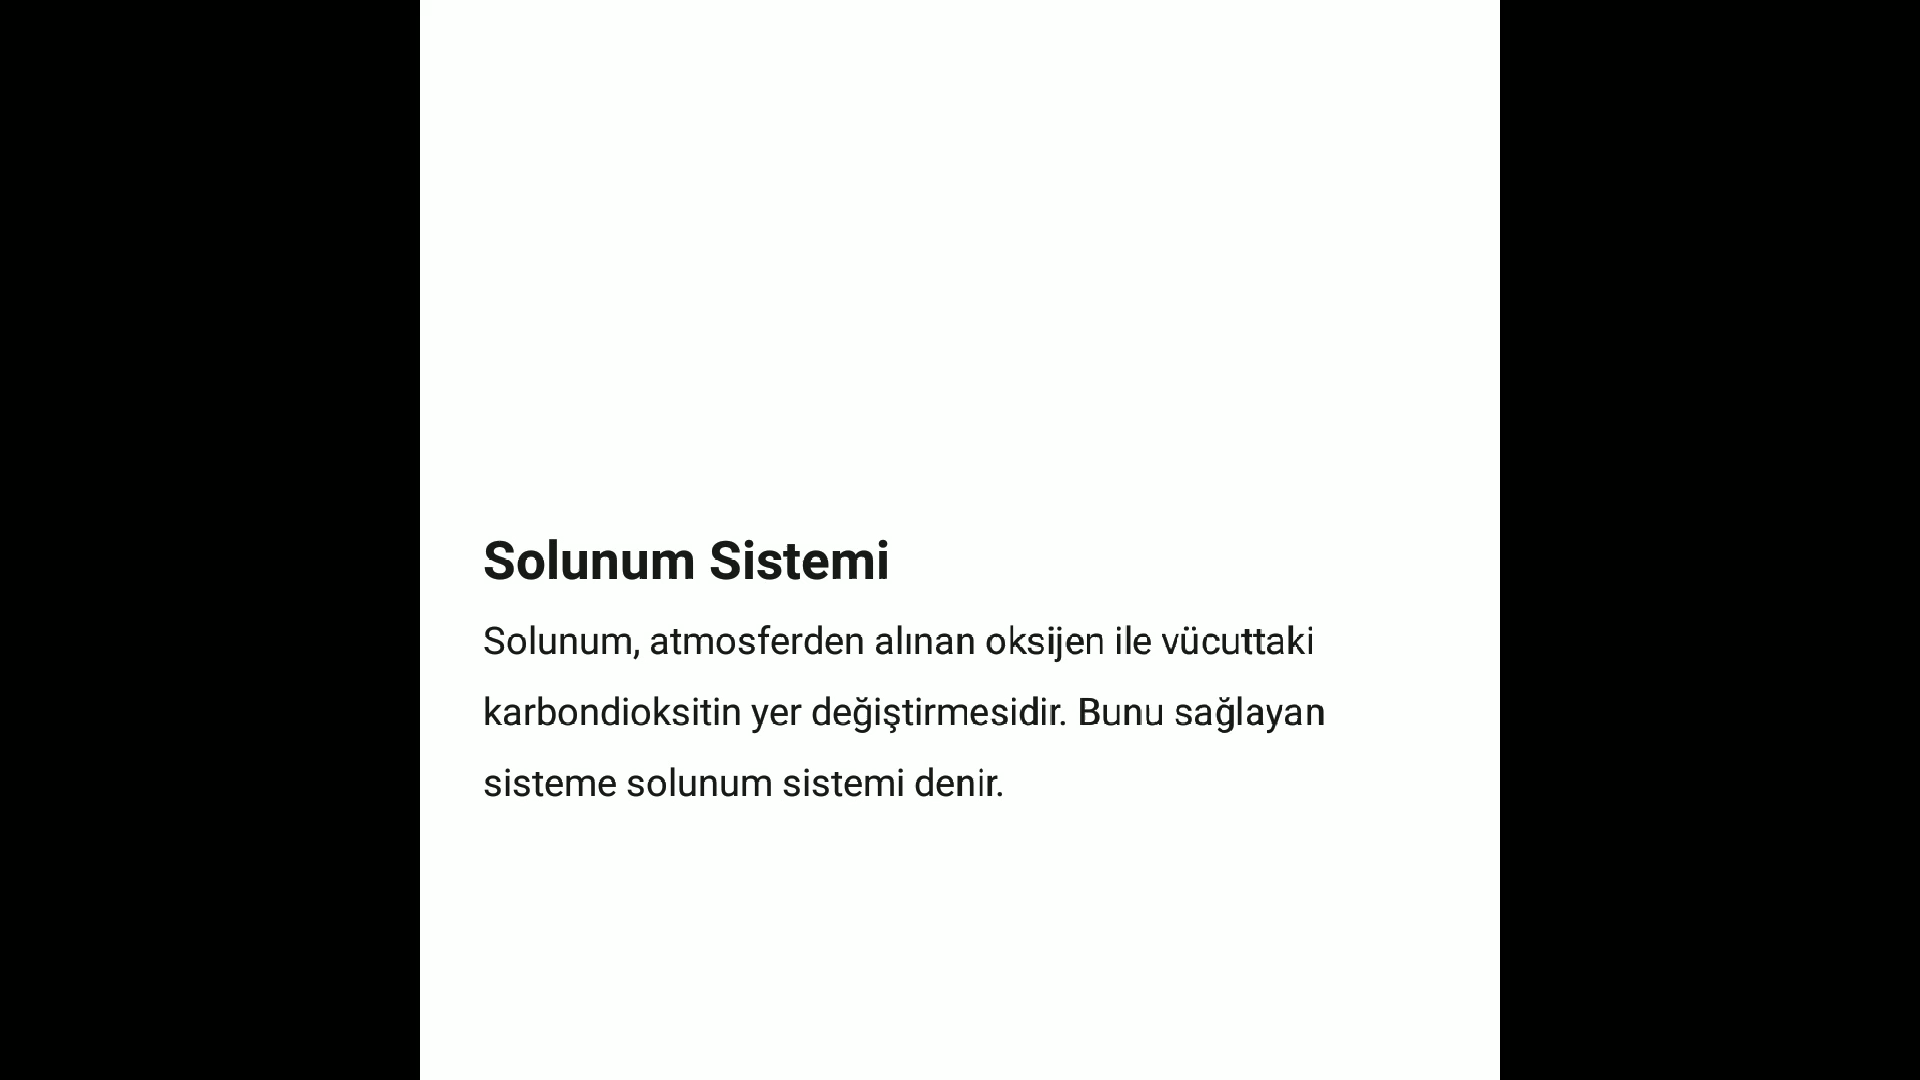 Solunum Sistemi
Solunum, atmosferden alınan oksijen ile vücuttaki
karbondioksitin yer değiştirmesidir. Bunu sağlayan
sisteme solunum sistemi denir.